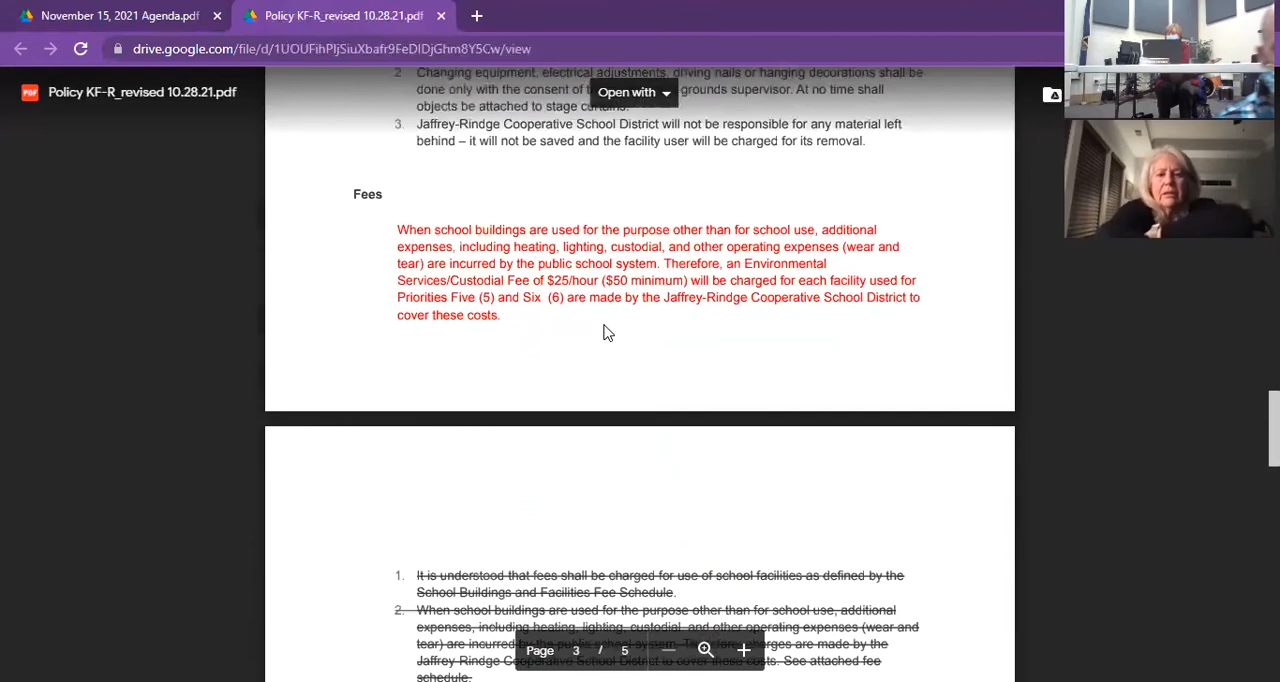 November 15, 2021 Agenda.pdf
Policy KF-R_revised 10.28.21.pdf
drive.google.com/file/d/1UOUFihPIjSiuXbafr9FeDIDjGhm8Y5Cw/view
PDF Policy KF-R_revised 10.28.21.pdf
Open with
2 Changing equipment, electrical adjustments, driving nails or hanging decorations shall be
done only with the consent of grounds supervisor. At no time shall
objects be attached to stage curtains.
3. Jaffrey-Rindge Cooperative School District will not be responsible for any material left
behind – it will not be saved and the facility user will be charged for its removal.
Fees
When school buildings are used for the purpose other than for school use, additional
expenses, including heating, lighting, custodial, and other operating expenses (wear and
tear) are incurred by the public school system. Therefore, an Environmental
Services/Custodial Fee of $25/hour ($50 minimum) will be charged for each facility used for
Priorities Five (5) and Six (6) are made by the Jaffrey-Rindge Cooperative School District to
cover these costs.
1. It is understood that fees shall be charged for use of school facilities as defined by the
School Buildings and Facilities Fee Schedule.
2. When school buildings are used for the purpose other than for school use, additional
expenses, including heating, lighting, custodial, and other operating expenses (wear and
tear) are incurred by the public school system. Therefore charges are made by the
Jaffrey-Rindge Cooperative School District to cover these costs. See attached fee
schedule.
Page 3 / 5